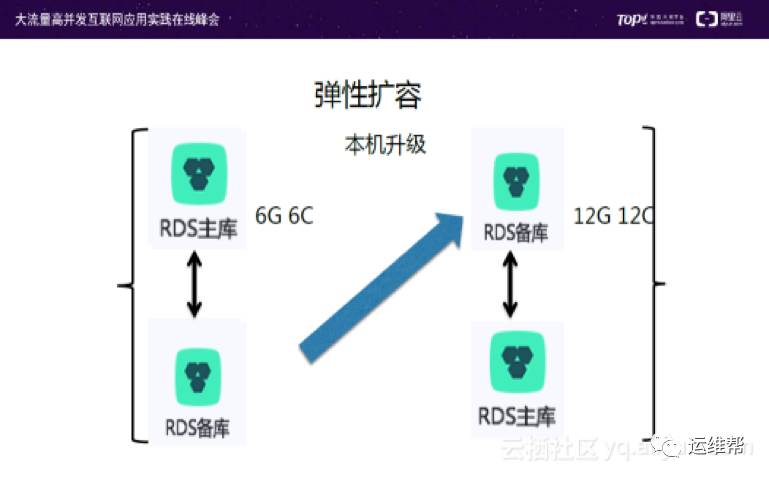 大流量高并发互联网应用实践在线峰会
TOP
阿里云
弹性扩容
本机升级
RDS主库
6G 6C
RDS备库
12G 12C
RDS备库
RDS主库
云栖社区
运维帮